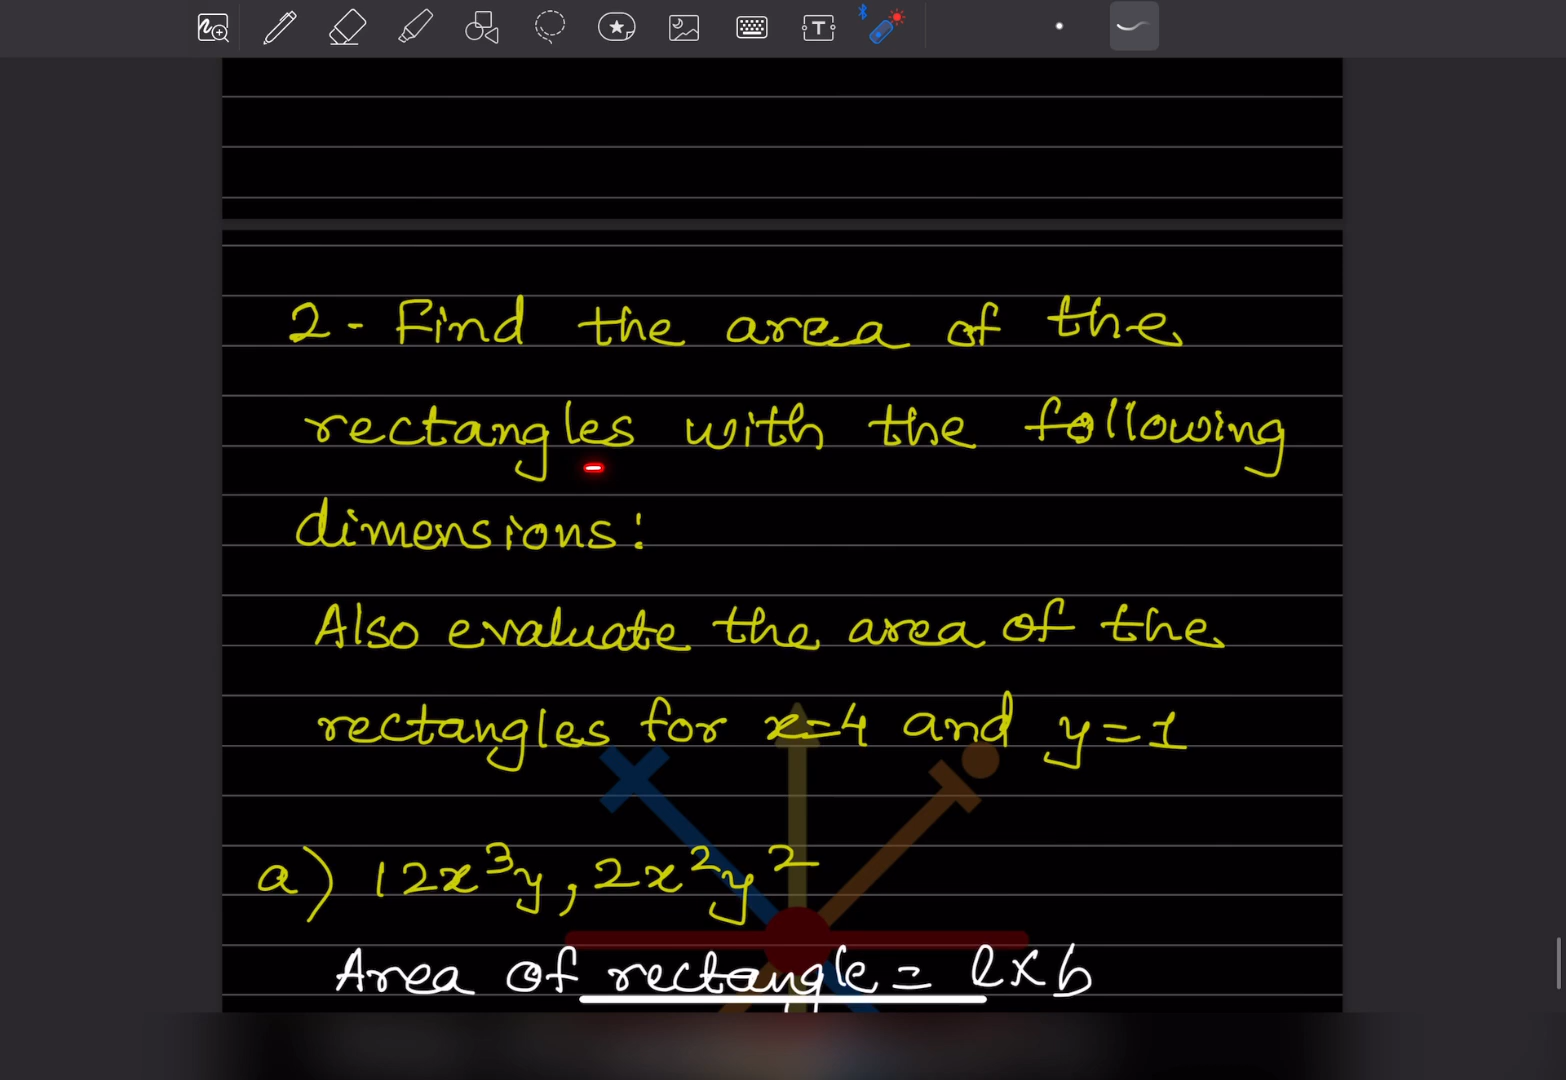 2 - Find the area of the
rectangles with the following
dimensions:
Also evaluate the area of the
rectangles for x=4 and y=1
a) 12x³y, 2x²y²
Area of rectangle = l×b